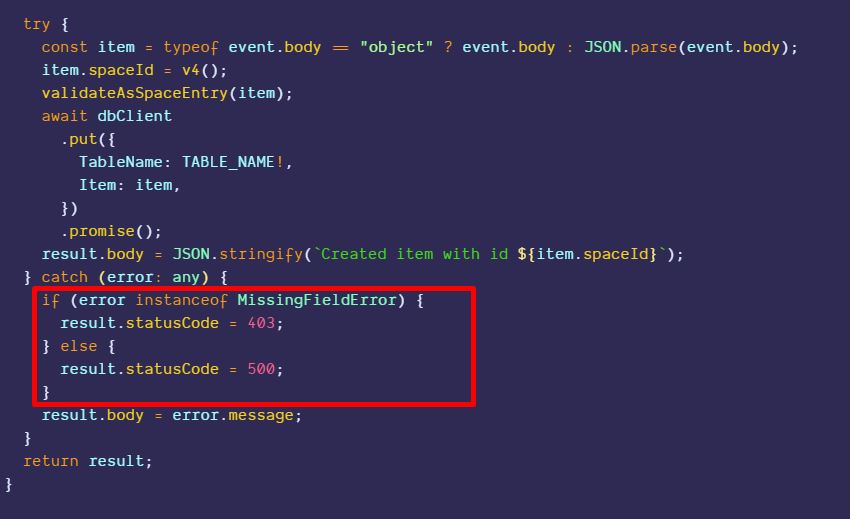 try {
const item = typeof event.body == "object" ? event.body : JSON.parse(event.body);
item.spaceId = v4();
validateAsSpaceEntry(item);
await dbClient
.put({
TableName: TABLE_NAME!,
Item: item,
})
.promise();
result.body = JSON.stringify(`Created item with id ${item.spaceId}`);
} catch (error: any) {
if (error instanceof MissingFieldError) {
result.statusCode = 403;
} else {
result.statusCode = 500;
}
result.body = error.message;
}
return result;
}